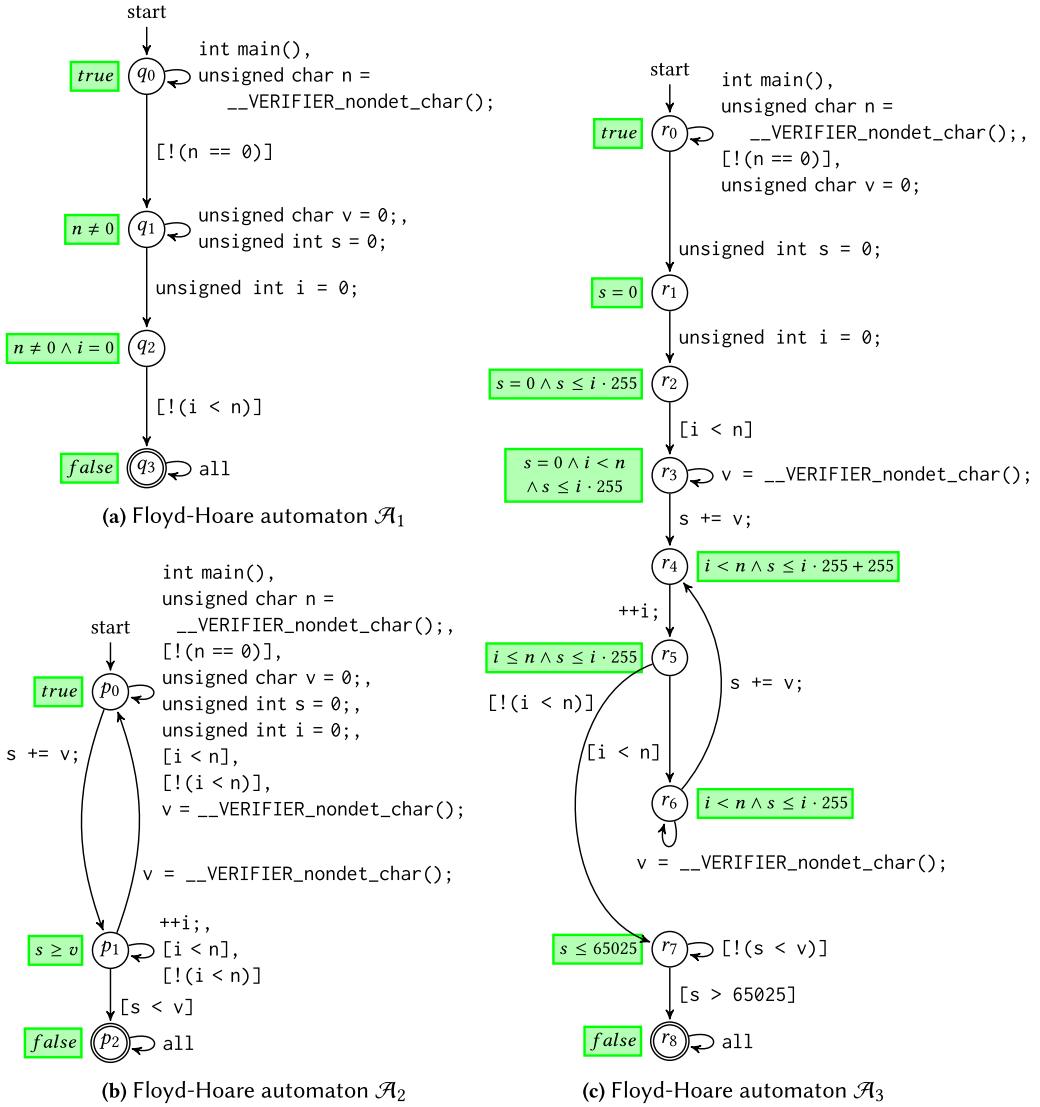 start
true
q0
int main(),
unsigned char n =
__VERIFIER_nondet_char();
[!(n == 0)]
n ≠ 0
q1
unsigned char v = 0;,
unsigned int s = 0;
unsigned int i = 0;
n ≠ 0 ∧ i = 0
q2
[!(i < n)]
false
q3
all
(a) Floyd-Hoare automaton 𝒜1
start
true
p0
int main(),
unsigned char n =
__VERIFIER_nondet_char();,
[!(n == 0)],
unsigned char v = 0;,
unsigned int s = 0;,
unsigned int i = 0;,
[i < n],
[!(i < n)],
v = __VERIFIER_nondet_char();
s += v;
v = __VERIFIER_nondet_char();
s ≥ v
p1
++i;,
[i < n],
[!(i < n)]
[s < v]
false
p2
all
(b) Floyd-Hoare automaton 𝒜2
start
true
r0
int main(),
unsigned char n =
__VERIFIER_nondet_char();,
[!(n == 0)],
unsigned char v = 0;
unsigned int s = 0;
s = 0
r1
unsigned int i = 0;
s = 0 ∧ s ≤ i · 255
r2
[i < n]
s = 0 ∧ i < n
∧ s ≤ i · 255
r3
v = __VERIFIER_nondet_char();
s += v;
r4
i < n ∧ s ≤ i · 255 + 255
++i;
i ≤ n ∧ s ≤ i · 255
r5
s += v;
[!(i < n)]
[i < n]
r6
i < n ∧ s ≤ i · 255
v = __VERIFIER_nondet_char();
s ≤ 65025
r7
[!(s < v)]
[s > 65025]
false
r8
all
(c) Floyd-Hoare automaton 𝒜3